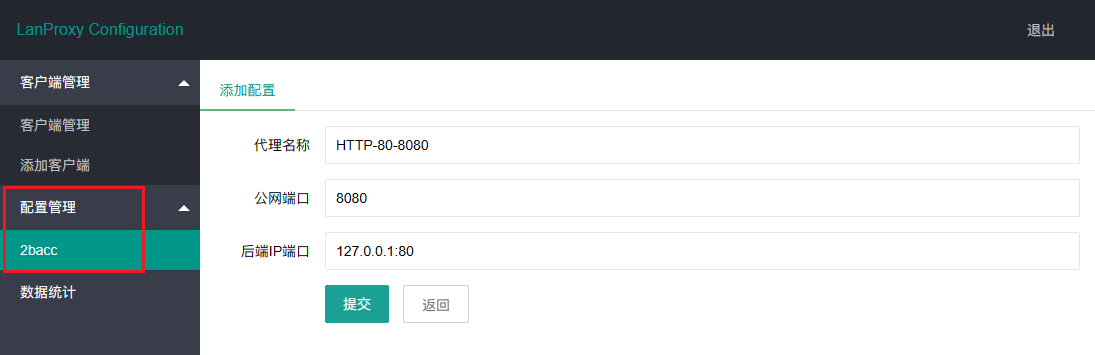 LanProxy Configuration
退出
客户端管理
客户端管理
添加客户端
配置管理
2bacc
数据统计
添加配置
代理名称 HTTP-80-8080
公网端口 8080
后端IP端口 127.0.0.1:80
提交 返回